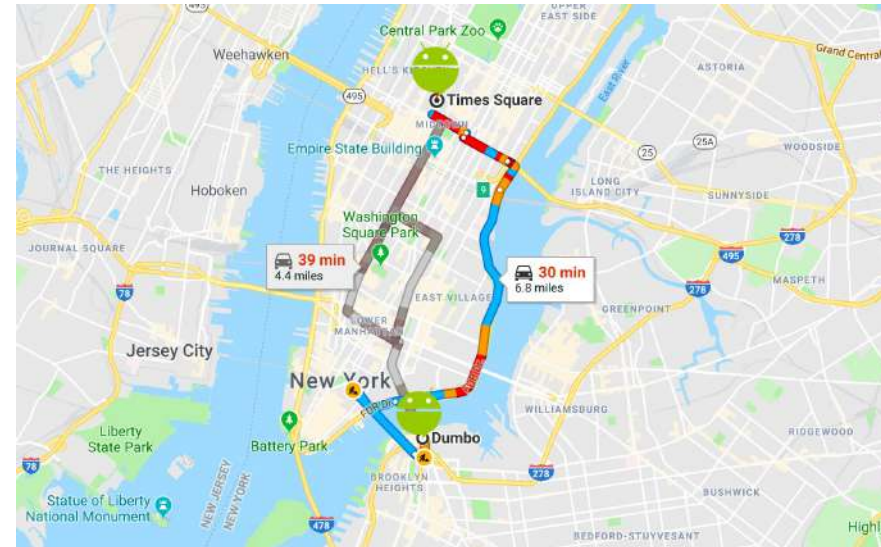 UPPER
EAST SIDE
Central Park Zoo
Weehawken
Grand Central
ASTORIA
HELL'S
East River
495
Times Square
25A
WOODSIDE
Empire State Building
25
THE HEIGHTS
LONG
ISLAND CITY
Hoboken
9
SUNNYSIDE
Washington
Square Park
JOURNAL SQUARE
278
39 min
4.4 miles
30 min
6.8 miles
495
MASPETH
78
EAST VILLAGE
278
GREENPOINT
LOWER
MANHATTAN
Jersey City
New York
FDR Dr
WILLIAMSBURG
Dumbo
RIDGEWOOD
Liberty
State Park
Battery Park
78
278
BROOKLYN
HEIGHTS
BUSHWICK
NEW JERSEY
NEW YORK
Statue of Liberty
National Monument
478
BEDFORD-STUYVESANT
Highl